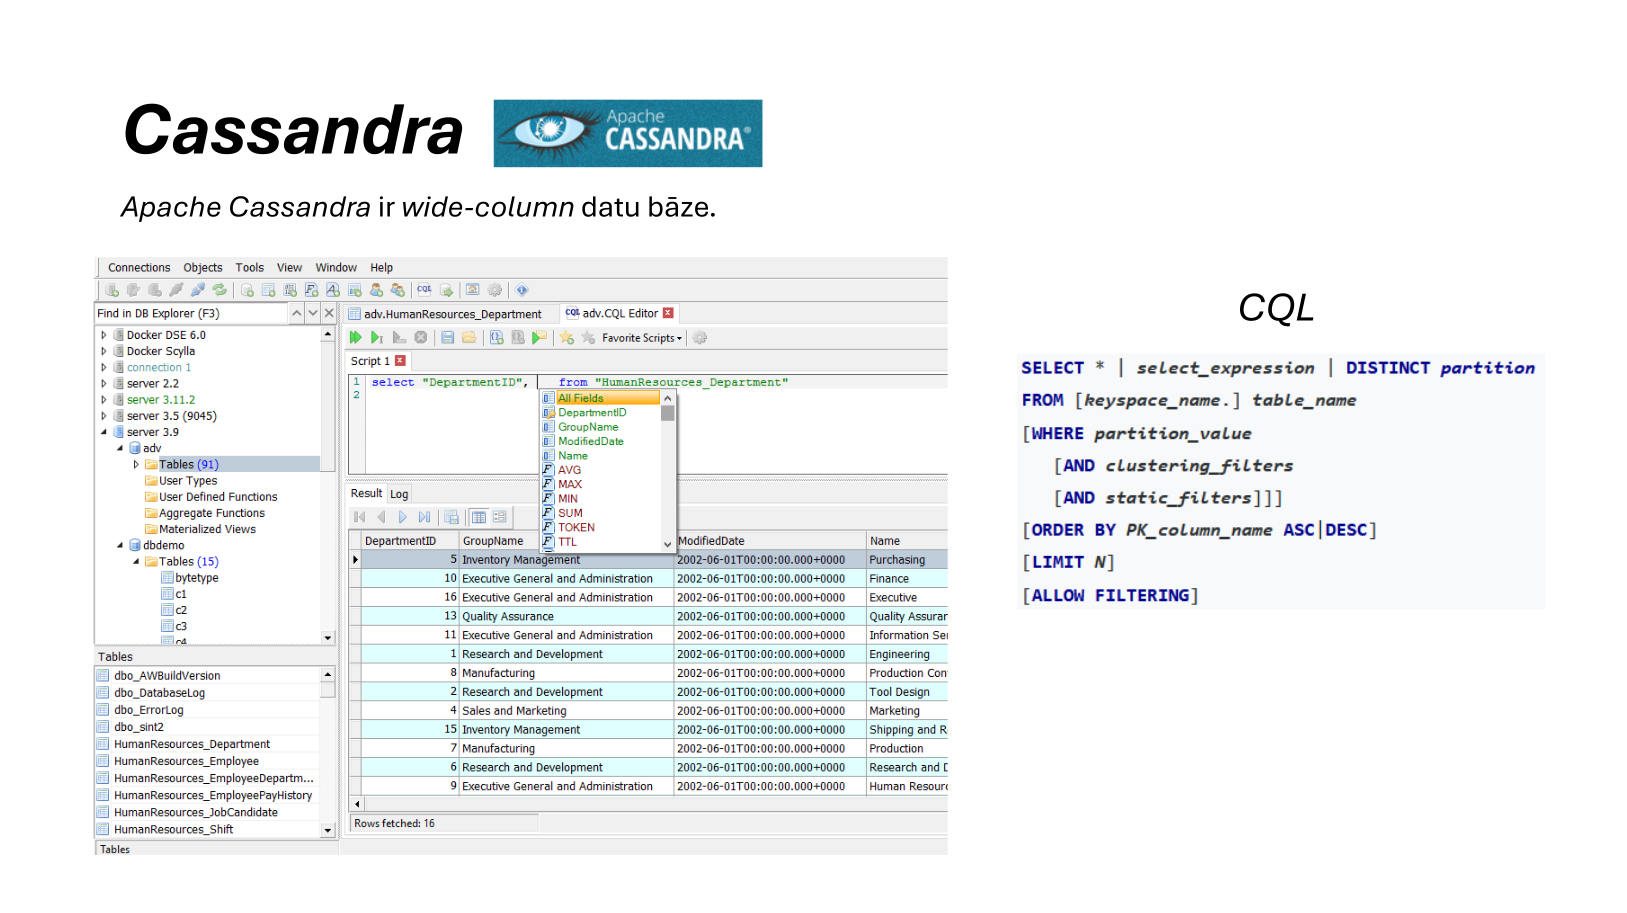 Cassandra
Apache
CASSANDRA®
Apache Cassandra ir wide-column datu bāze.
Connections Objects Tools View Window Help
CQL
Find in DB Explorer (F3)
Docker DSE 6.0
Docker Scylla
connection 1
server 2.2
server 3.11.2
server 3.5 (9045)
server 3.9
adv
Tables (91)
User Types
User Defined Functions
Aggregate Functions
Materialized Views
dbdemo
Tables (15)
bytetype
c1
c2
c3
c4
Tables
dbo_AWBuildVersion
dbo_DatabaseLog
dbo_ErrorLog
dbo_sint2
HumanResources_Department
HumanResources_Employee
HumanResources_EmployeeDepartm...
HumanResources_EmployeePayHistory
HumanResources_JobCandidate
HumanResources_Shift
Tables
adv.HumanResources_Department CQL adv.CQL Editor
Favorite Scripts
Script 1
1 select "DepartmentID", from "HumanResources_Department"
2
All Fields
DepartmentID
GroupName
ModifiedDate
Name
F AVG
F MAX
F MIN
F SUM
F TOKEN
F TTL
Result Log
DepartmentID GroupName ModifiedDate Name
5 Inventory Management 2002-06-01T00:00:00.000+0000 Purchasing
10 Executive General and Administration 2002-06-01T00:00:00.000+0000 Finance
16 Executive General and Administration 2002-06-01T00:00:00.000+0000 Executive
13 Quality Assurance 2002-06-01T00:00:00.000+0000 Quality Assurar
11 Executive General and Administration 2002-06-01T00:00:00.000+0000 Information Se
1 Research and Development 2002-06-01T00:00:00.000+0000 Engineering
8 Manufacturing 2002-06-01T00:00:00.000+0000 Production Con
2 Research and Development 2002-06-01T00:00:00.000+0000 Tool Design
4 Sales and Marketing 2002-06-01T00:00:00.000+0000 Marketing
15 Inventory Management 2002-06-01T00:00:00.000+0000 Shipping and R
7 Manufacturing 2002-06-01T00:00:00.000+0000 Production
6 Research and Development 2002-06-01T00:00:00.000+0000 Research and D
9 Executive General and Administration 2002-06-01T00:00:00.000+0000 Human Resourc
Rows fetched: 16
CQL
SELECT * | select_expression | DISTINCT partition
FROM [keyspace_name.] table_name
[WHERE partition_value
[AND clustering_filters
[AND static_filters]]]
[ORDER BY PK_column_name ASC|DESC]
[LIMIT N]
[ALLOW FILTERING]